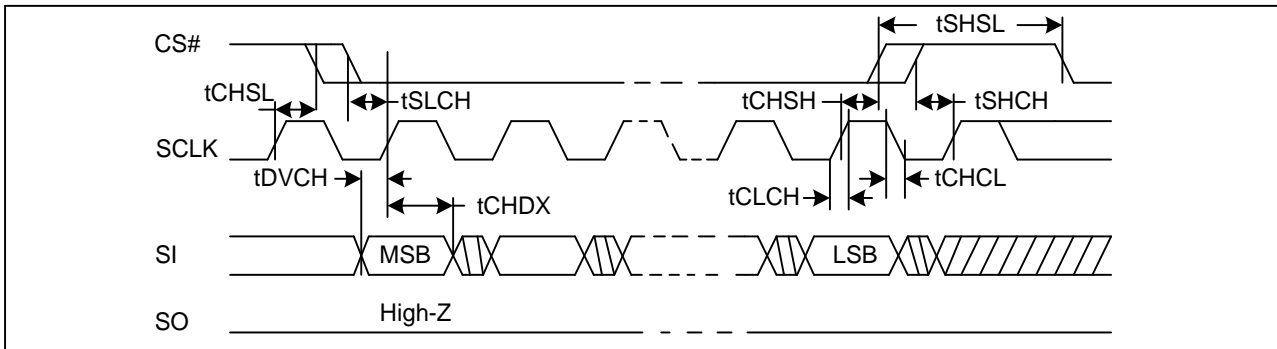 tSHSL
CS#
tCHSL
tSLCH
tCHSH
tSHCH
SCLK
tDVCH
tCHDX
tCLCH
tCHCL
SI
MSB
LSB
SO
High-Z